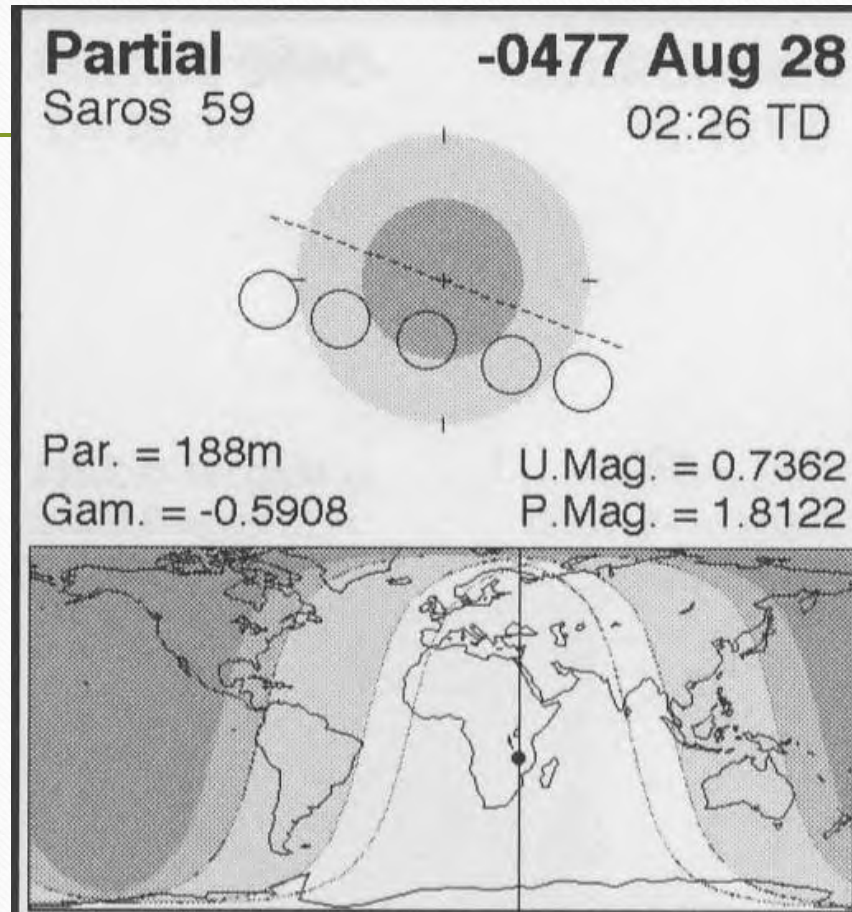 Partial -0477 Aug 28
Saros 59 02:26 TD
Par. = 188m U.Mag. = 0.7362
Gam. = -0.5908 P.Mag. = 1.8122